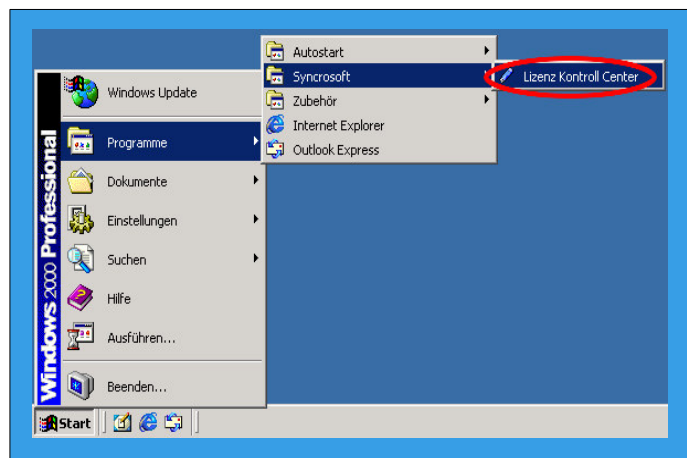 Autostart
Syncrosoft
Lizenz Kontroll Center
Zubehör
Internet Explorer
Outlook Express
Windows Update
Programme
Dokumente
Einstellungen
Suchen
Hilfe
Ausführen...
Beenden...
Windows 2000 Professional
Start